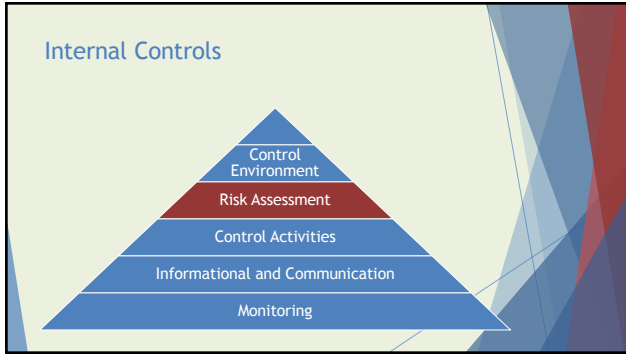 Internal Controls
Control
Environment
Risk Assessment
Control Activities
Informational and Communication
Monitoring